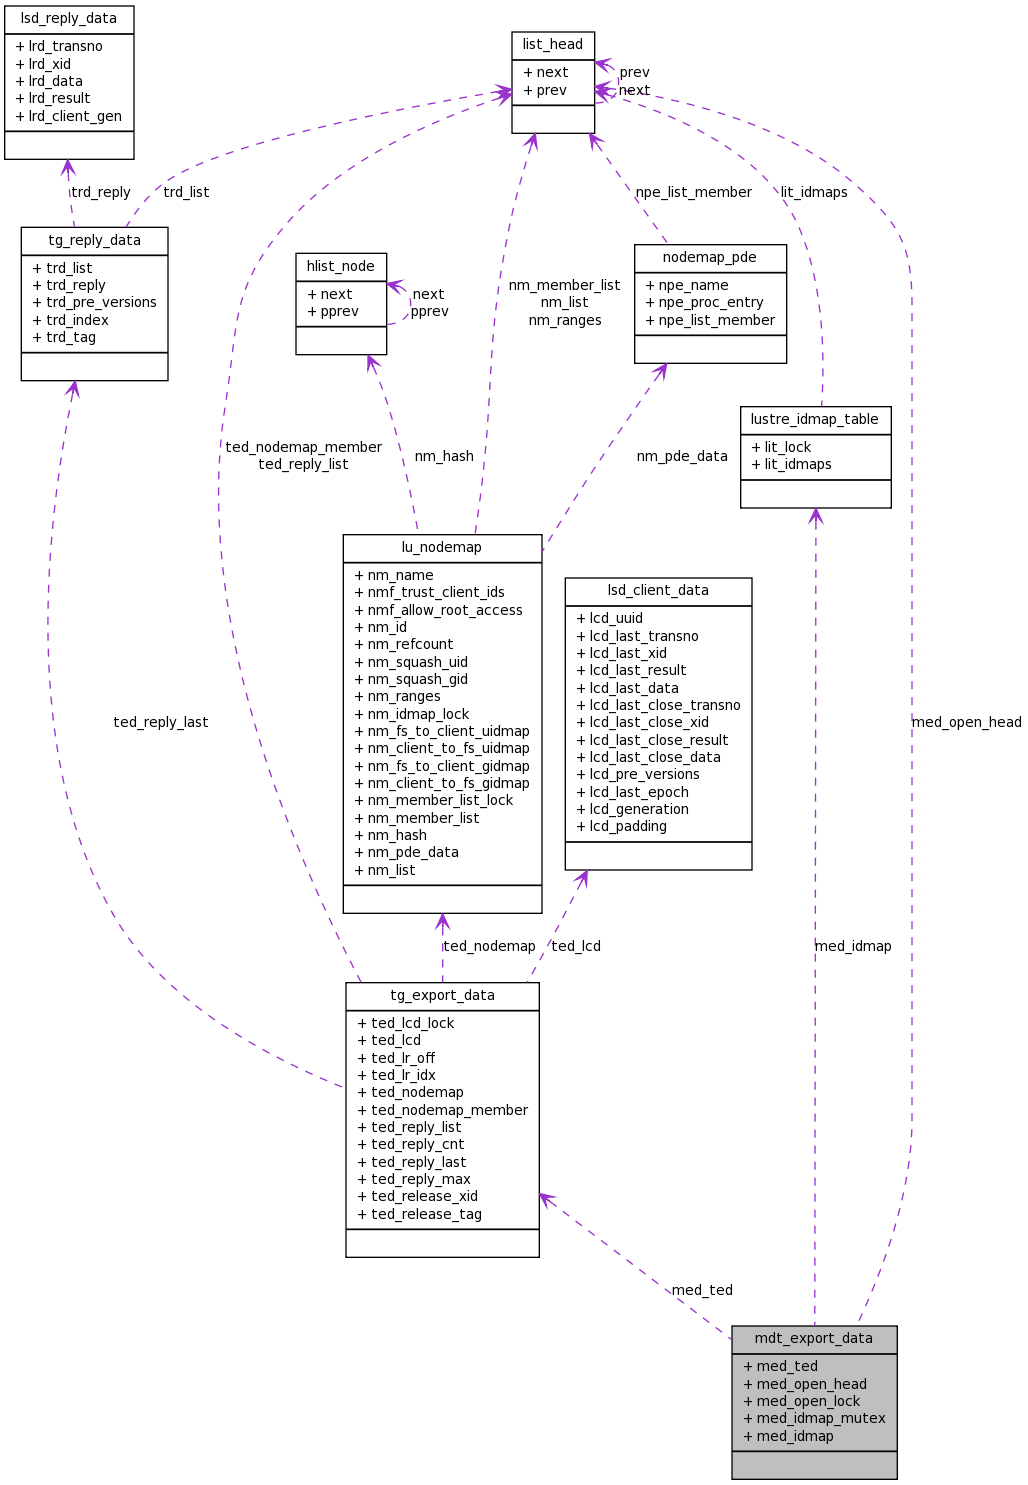 lsd_reply_data
+ lrd_transno
+ lrd_xid
+ lrd_data
+ lrd_result
+ lrd_client_gen
list_head
+ next
+ prev
prev
next
trd_reply
trd_list
npe_list_member
lit_idmaps
tg_reply_data
+ trd_list
+ trd_reply
+ trd_pre_versions
+ trd_index
+ trd_tag
hlist_node
+ next
+ pprev
next
pprev
nm_member_list
nm_list
nm_ranges
nodemap_pde
+ npe_name
+ npe_proc_entry
+ npe_list_member
lustre_idmap_table
+ lit_lock
+ lit_idmaps
ted_nodemap_member
ted_reply_list
nm_hash
nm_pde_data
lu_nodemap
+ nm_name
+ nmf_trust_client_ids
+ nmf_allow_root_access
+ nm_id
+ nm_refcount
+ nm_squash_uid
+ nm_squash_gid
+ nm_ranges
+ nm_idmap_lock
+ nm_fs_to_client_uidmap
+ nm_client_to_fs_uidmap
+ nm_fs_to_client_gidmap
+ nm_client_to_fs_gidmap
+ nm_member_list_lock
+ nm_member_list
+ nm_hash
+ nm_pde_data
+ nm_list
lsd_client_data
+ lcd_uuid
+ lcd_last_transno
+ lcd_last_xid
+ lcd_last_result
+ lcd_last_data
+ lcd_last_close_transno
+ lcd_last_close_xid
+ lcd_last_close_result
+ lcd_last_close_data
+ lcd_pre_versions
+ lcd_last_epoch
+ lcd_generation
+ lcd_padding
ted_reply_last
med_open_head
ted_nodemap
ted_lcd
med_idmap
tg_export_data
+ ted_lcd_lock
+ ted_lcd
+ ted_lr_off
+ ted_lr_idx
+ ted_nodemap
+ ted_nodemap_member
+ ted_reply_list
+ ted_reply_cnt
+ ted_reply_last
+ ted_reply_max
+ ted_release_xid
+ ted_release_tag
med_ted
mdt_export_data
+ med_ted
+ med_open_head
+ med_open_lock
+ med_idmap_mutex
+ med_idmap